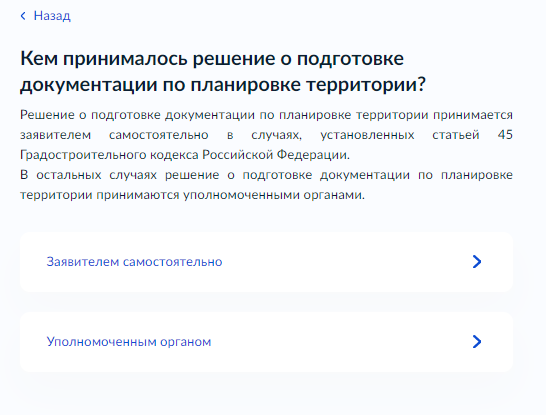 Назад
Кем принималось решение о подготовке
документации по планировке территории?
Решение о подготовке документации по планировке территории принимается
заявителем самостоятельно в случаях, установленных статьей 45
Градостроительного кодекса Российской Федерации.
В остальных случаях решение о подготовке документации по планировке
территории принимаются уполномоченными органами.
Заявителем самостоятельно
Уполномоченным органом